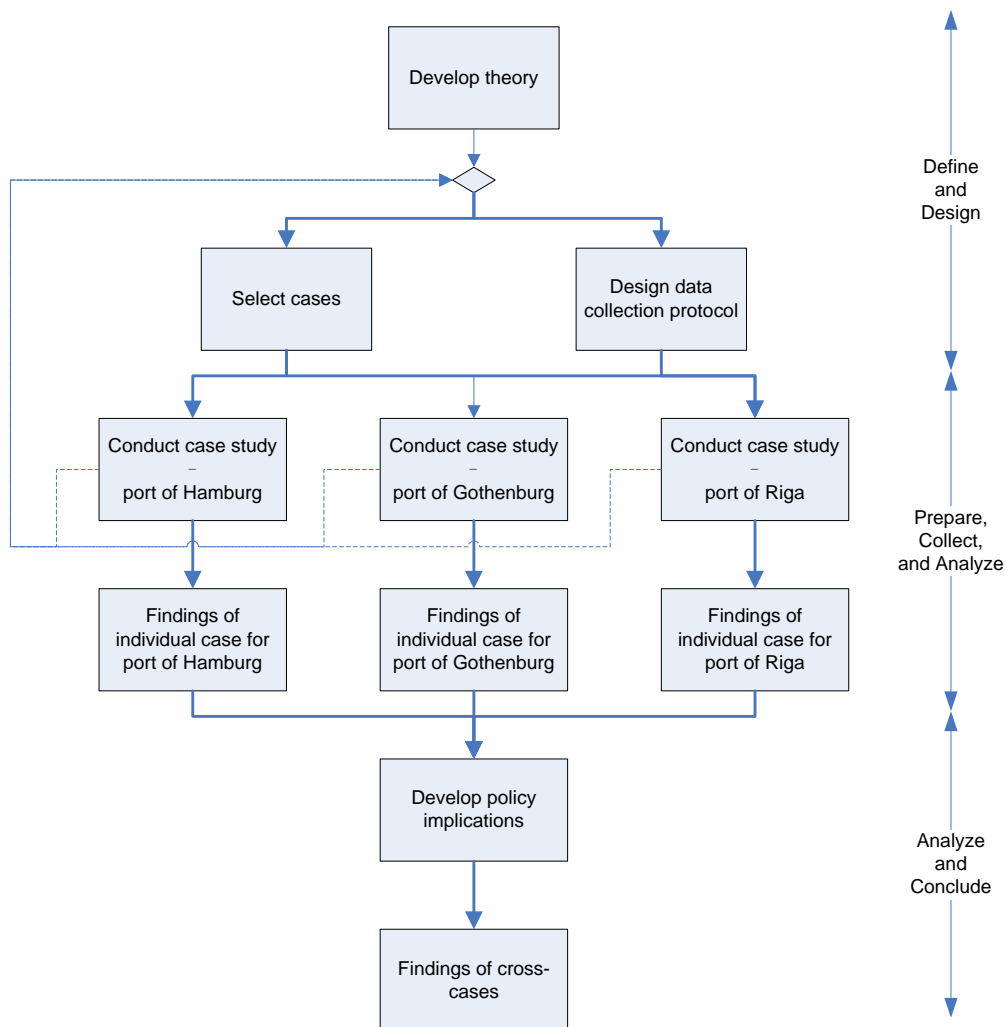 Develop theory
Define
and
Design
Select cases
Design data
collection protocol
Conduct case study
–
port of Hamburg
Conduct case study
–
port of Gothenburg
Conduct case study
–
port of Riga
Prepare,
Collect,
and Analyze
Findings of
individual case for
port of Hamburg
Findings of
individual case for
port of Gothenburg
Findings of
individual case for
port of Riga
Develop policy
implications
Analyze
and
Conclude
Findings of cross-
cases